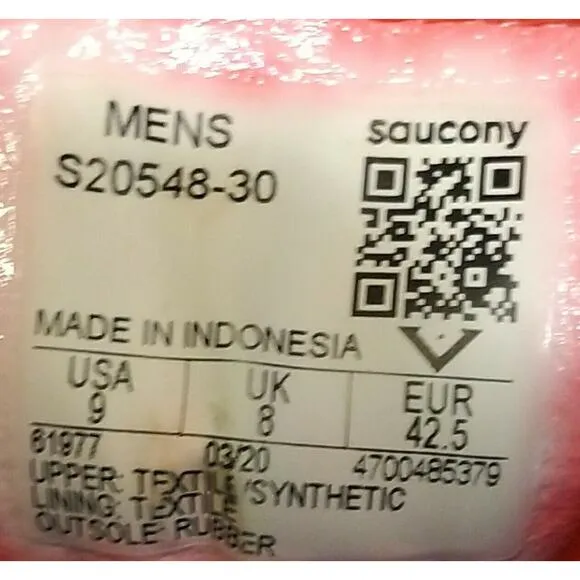 MENS
saucony
S20548-30
MADE IN INDONESIA
USA UK EUR
9 8 42.5
61977 03/20 4700485379
UPPER: TEXTILE/SYNTHETIC
LINING: TEXTILE
OUTSOLE: RUBBER